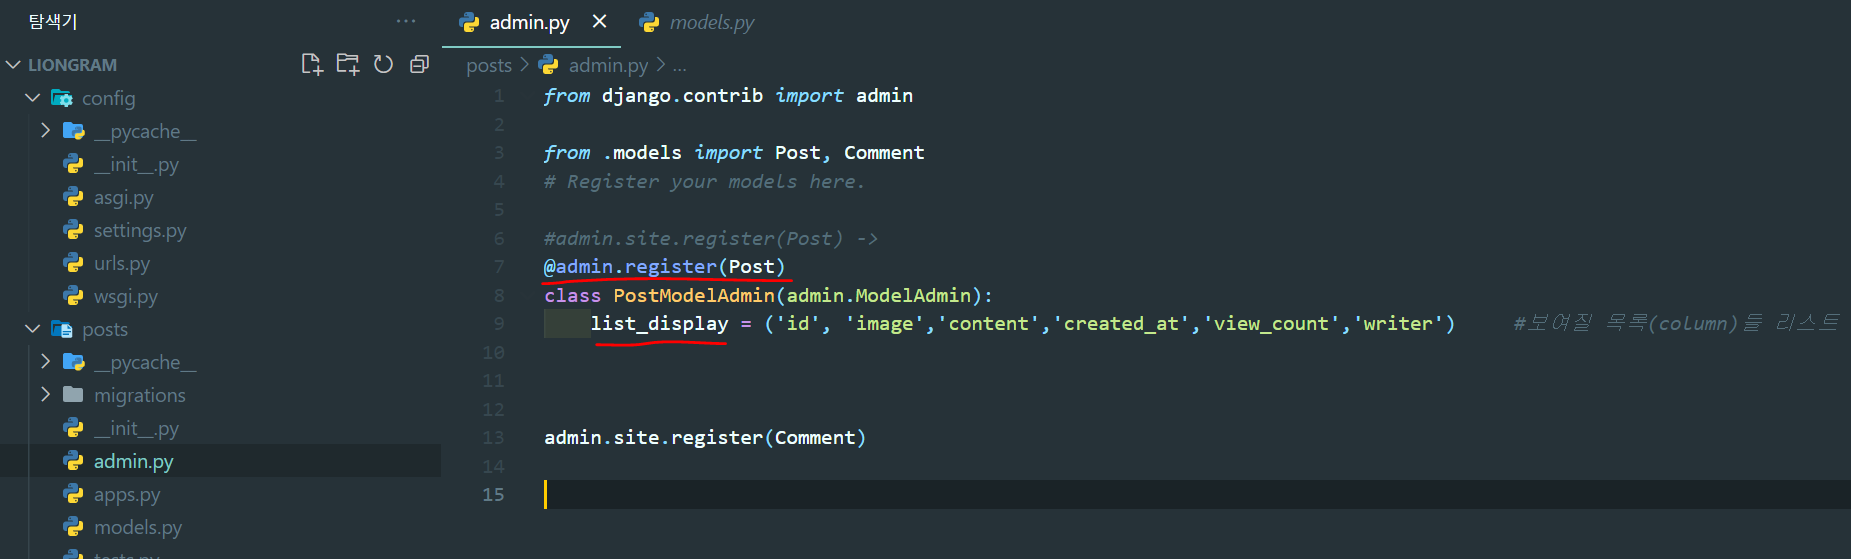 탐색기
···
admin.py
models.py
LIONGRAM
posts > admin.py > ...
config
__pycache__
__init__.py
asgi.py
settings.py
urls.py
wsgi.py
posts
__pycache__
migrations
__init__.py
admin.py
apps.py
models.py
tests.py
1 from django.contrib import admin
2
3 from .models import Post, Comment
4 # Register your models here.
5
6 #admin.site.register(Post) ->
7 @admin.register(Post)
8 class PostModelAdmin(admin.ModelAdmin):
9 list_display = ('id', 'image','content','created_at','view_count','writer') #보여질 목록(column)들 리스트
10
11
12
13 admin.site.register(Comment)
14
15